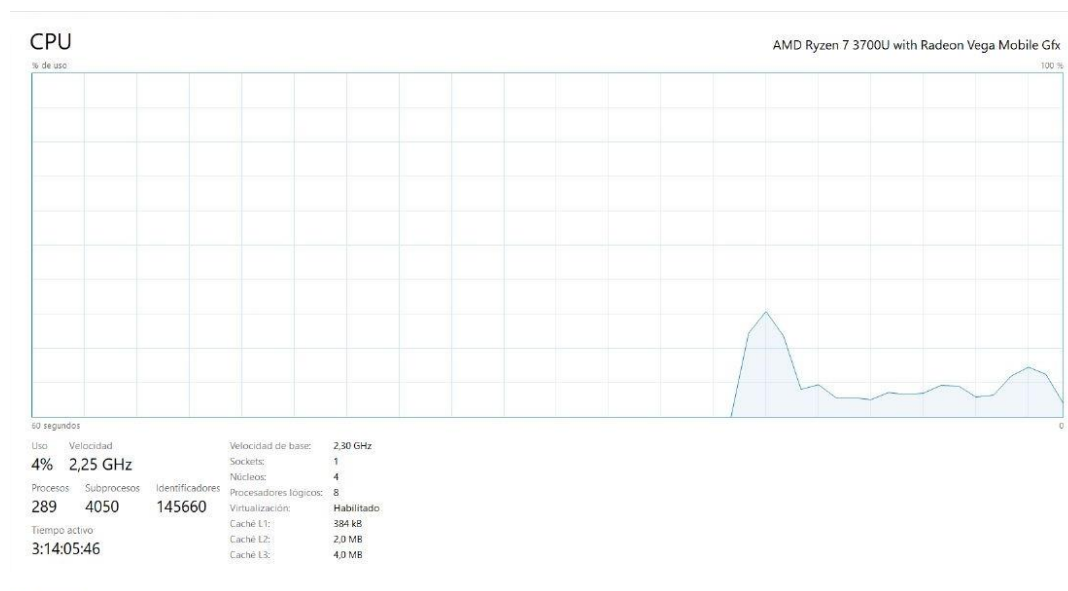 CPU
AMD Ryzen 7 3700U with Radeon Vega Mobile Gfx
% de uso
100 %
60 segundos
0
Uso Velocidad
4% 2,25 GHz
Procesos Subprocesos Identificadores
289 4050 145660
Tiempo activo
3:14:05:46
Velocidad de base: 2,30 GHz
Sockets: 1
Núcleos: 4
Procesadores lógicos: 8
Virtualización: Habilitado
Caché L1: 384 kB
Caché L2: 2,0 MB
Caché L3: 4,0 MB